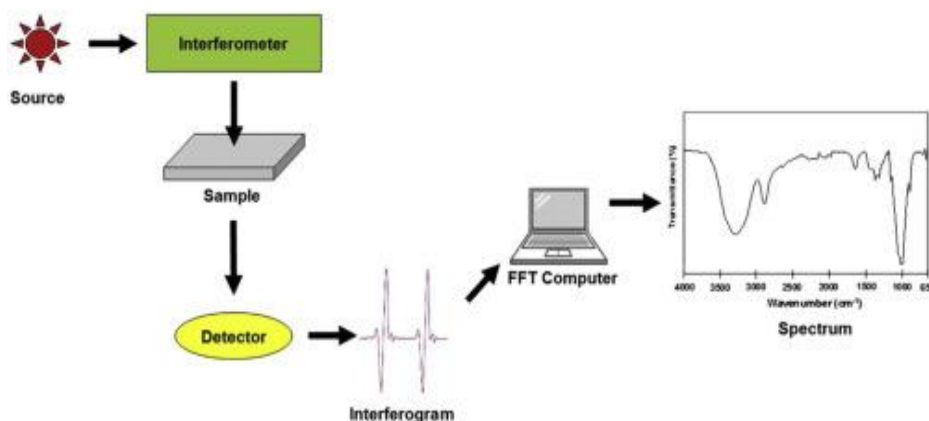 Interferometer
Source
Sample
Detector
Interferogram
FFT Computer
Transmittance (%)
4000 3500 3000 2500 2000 1500 1000 65
Wavenumber (cm-1)
Spectrum